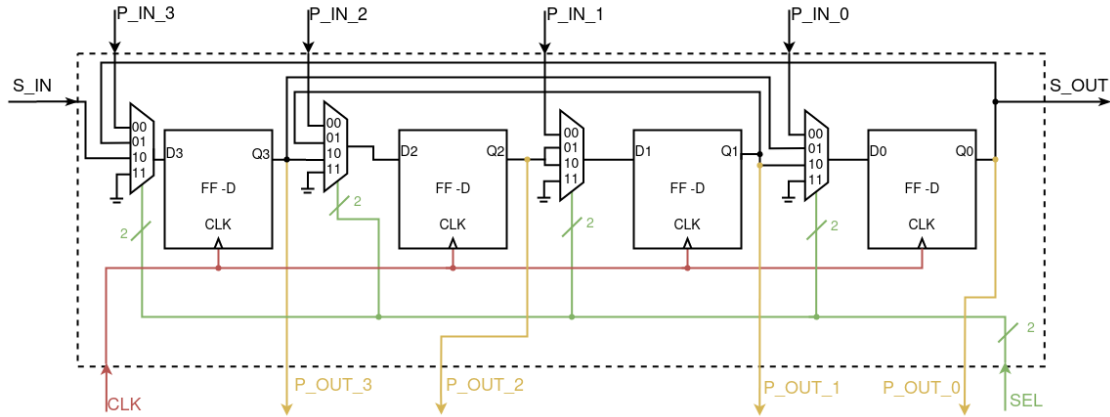 P_IN_3
P_IN_2
P_IN_1
P_IN_0
S_IN
S_OUT
00
01
10
11
D3
Q3
FF -D
CLK
2
00
01
10
11
D2
Q2
FF -D
CLK
2
00
01
10
11
D1
Q1
FF -D
CLK
2
00
01
10
11
D0
Q0
FF -D
CLK
2
2
P_OUT_3
P_OUT_2
P_OUT_1
P_OUT_0
CLK
SEL